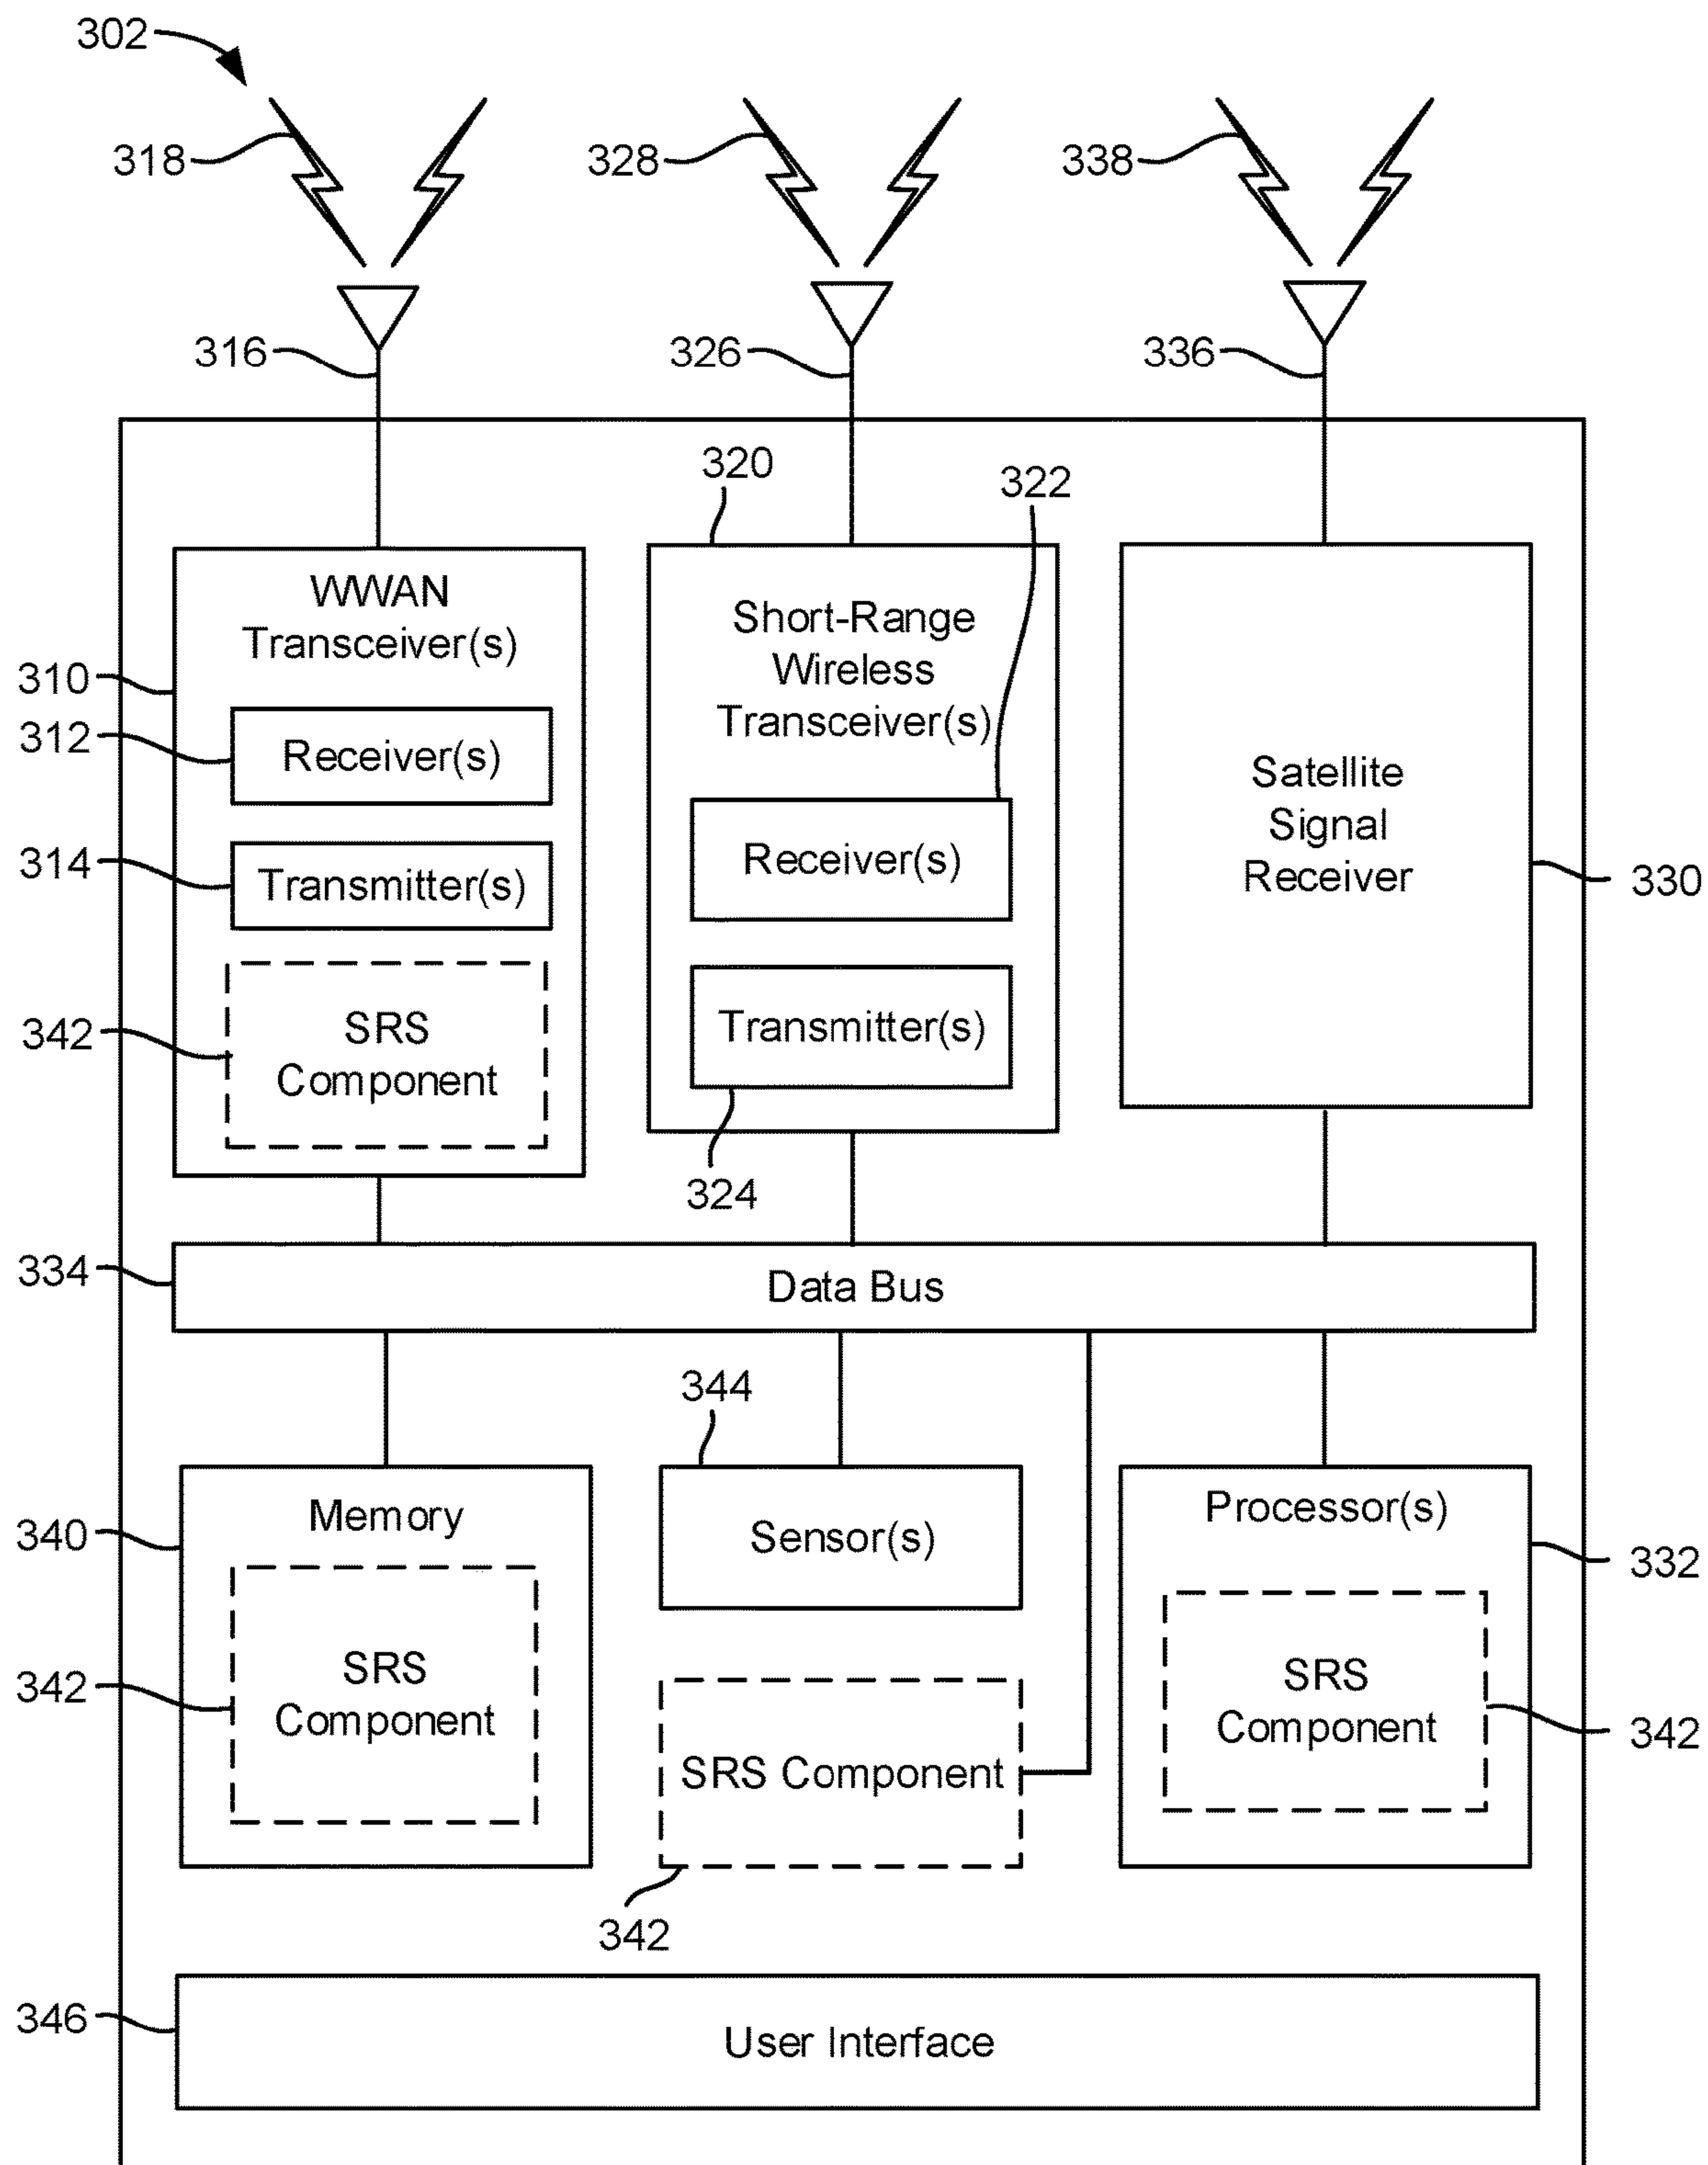 302
318
328
338
316
326
336
320
322
WWAN
Transceiver(s)
310
312
Receiver(s)
314
Transmitter(s)
342
SRS
Component
Short-Range
Wireless
Transceiver(s)
Receiver(s)
Transmitter(s)
324
Satellite
Signal
Receiver
330
334
Data Bus
344
340
Memory
342
SRS
Component
Sensor(s)
SRS Component
342
Processor(s)
332
SRS
Component
342
346
User Interface